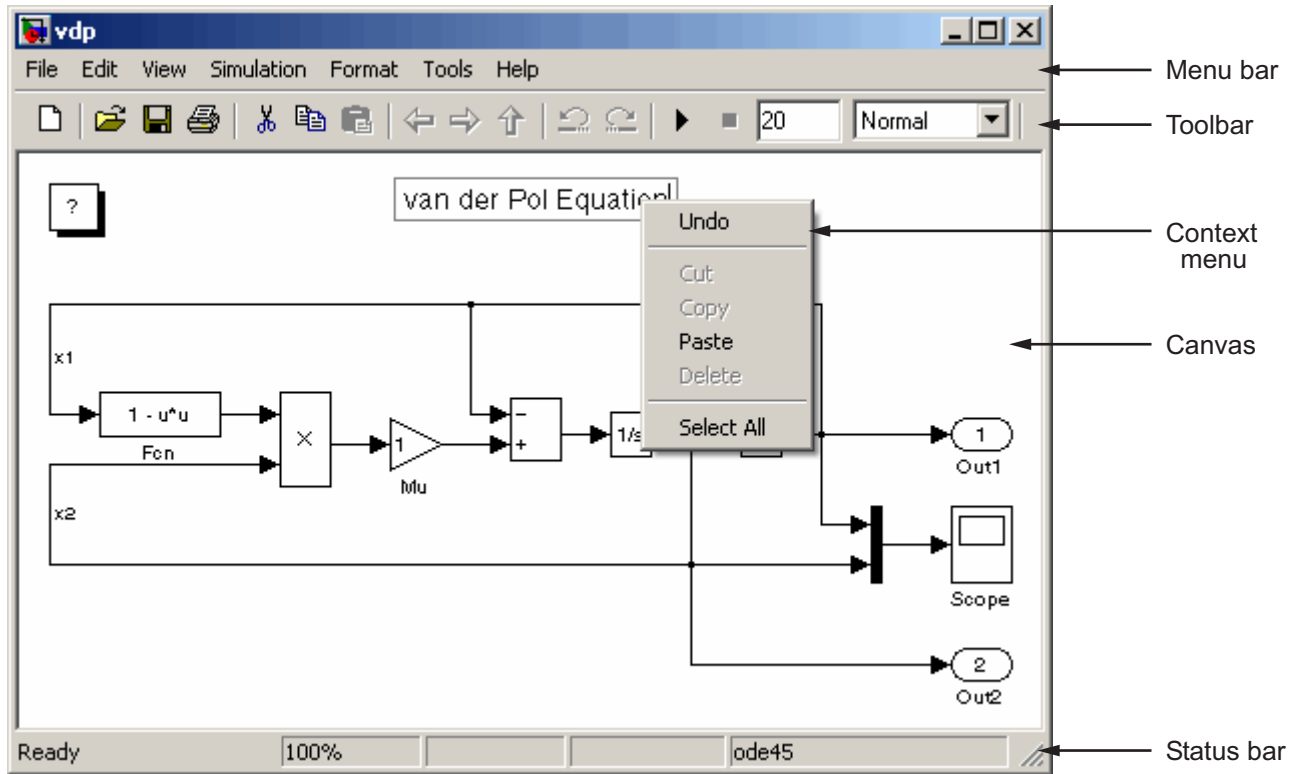 vdp
File Edit View Simulation Format Tools Help
Menu bar
20 Normal
Toolbar
?
van der Pol Equation
Undo
Context
menu
Cut
Copy
Paste
Canvas
Delete
Select All
x1
1 - u*u
Fcn
×
1
Mu
−
+
1/s
1
Out1
x2
Scope
2
Out2
Ready 100% ode45
Status bar